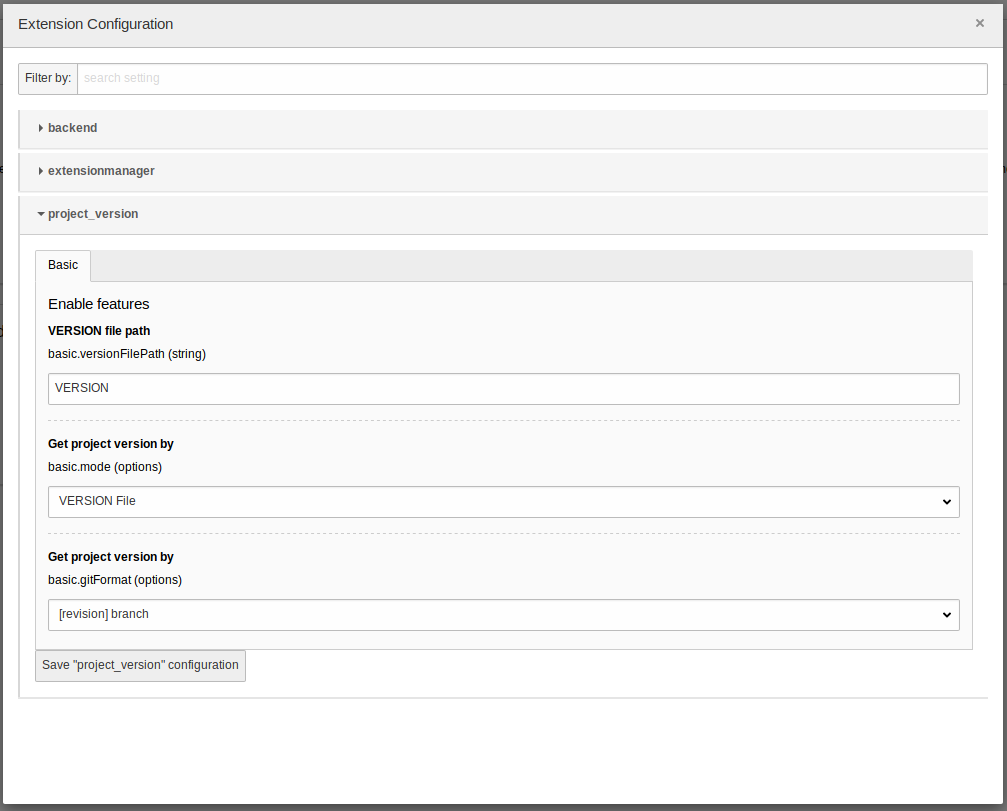 Extension Configuration
×
Filter by:
search setting
backend
extensionmanager
project_version
Basic
Enable features
VERSION file path
basic.versionFilePath (string)
VERSION
Get project version by
basic.mode (options)
VERSION File
Get project version by
basic.gitFormat (options)
[revision] branch
Save "project_version" configuration